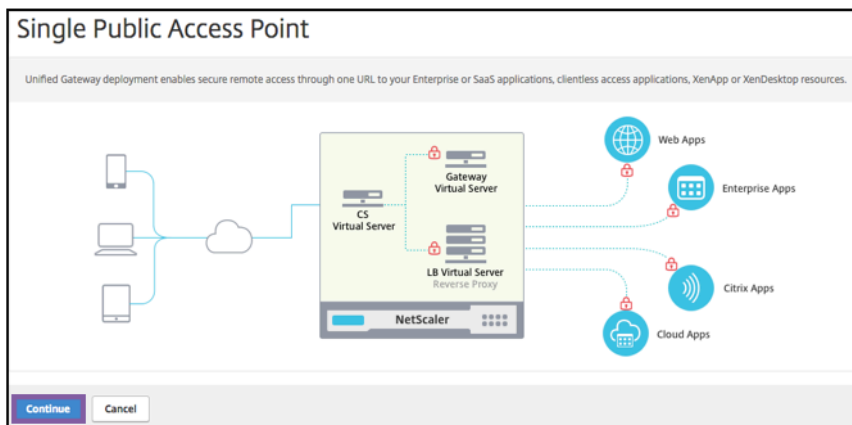 Single Public Access Point
Unified Gateway deployment enables secure remote access through one URL to your Enterprise or SaaS applications, clientless access applications, XenApp or XenDesktop resources.
Web Apps
Gateway
Virtual Server
Enterprise Apps
CS
Virtual Server
LB Virtual Server
Reverse Proxy
Citrix Apps
NetScaler
Cloud Apps
Continue
Cancel